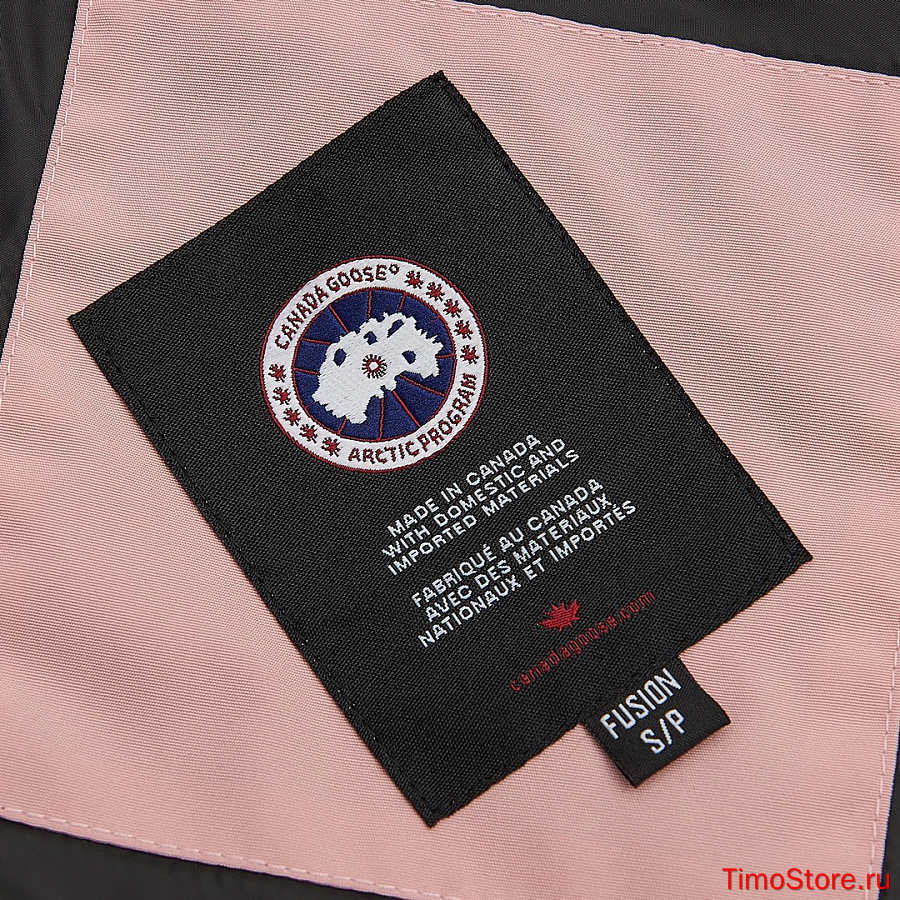 CANADA GOOSE®
ARCTIC PROGRAM
MADE IN CANADA
WITH DOMESTIC AND
IMPORTED MATERIALS
FABRIQUÉ AU CANADA
AVEC DES MATERIAUX
NATIONAUX ET IMPORTÉS
canadagoose.com
FUSION
S/P
TimoStore.ru